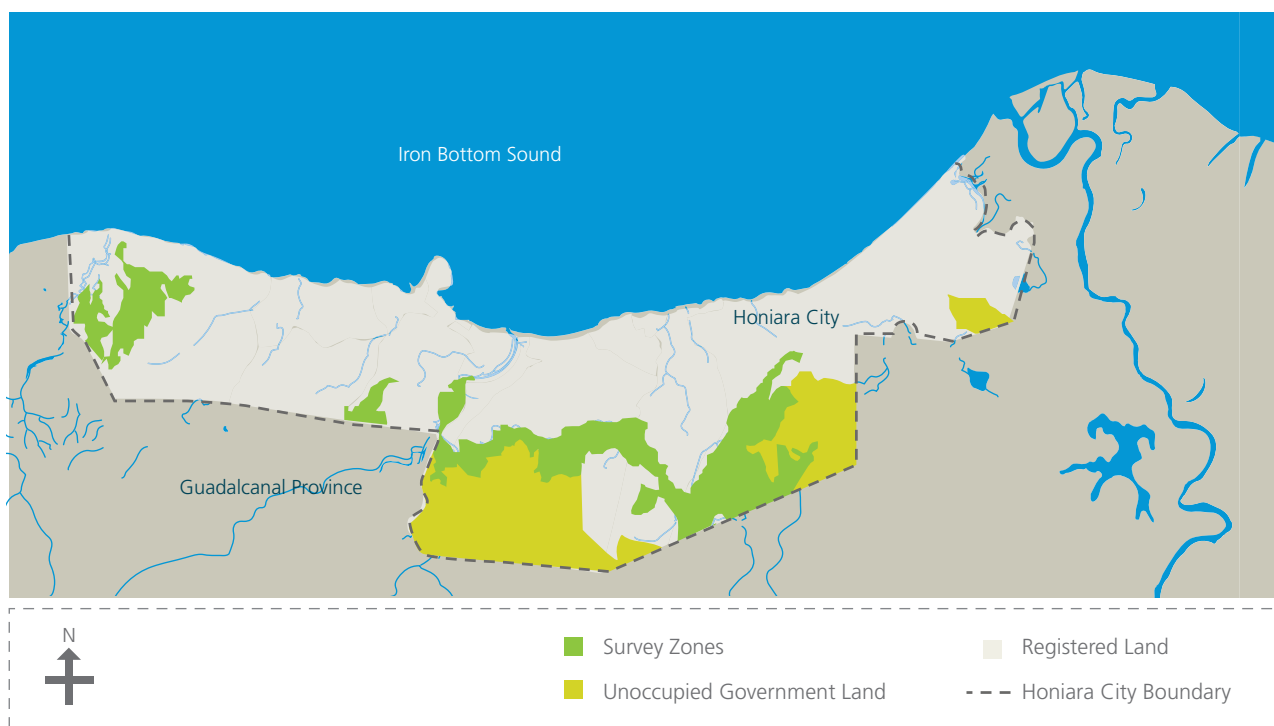 Iron Bottom Sound
Honiara City
Guadalcanal Province
N
Survey Zones
Registered Land
Unoccupied Government Land
Honiara City Boundary